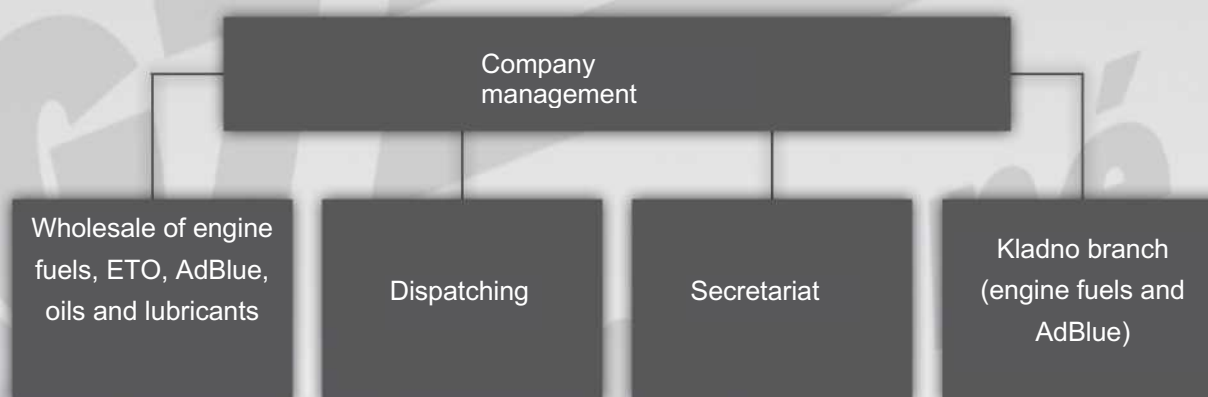 Company
management
Wholesale of engine
fuels, ETO, AdBlue,
oils and lubricants
Dispatching
Secretariat
Kladno branch
(engine fuels and
AdBlue)